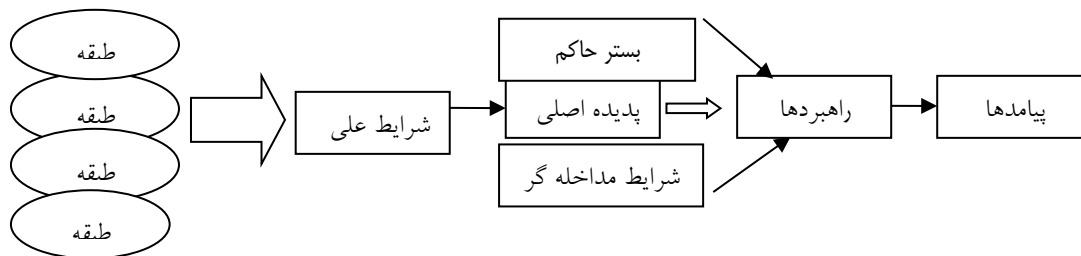 طبقه
طبقه
طبقه
طبقه
شرایط علی
بستر حاکم
پدیده اصلی
شرایط مداخله گر
راهبردها
پیامدها